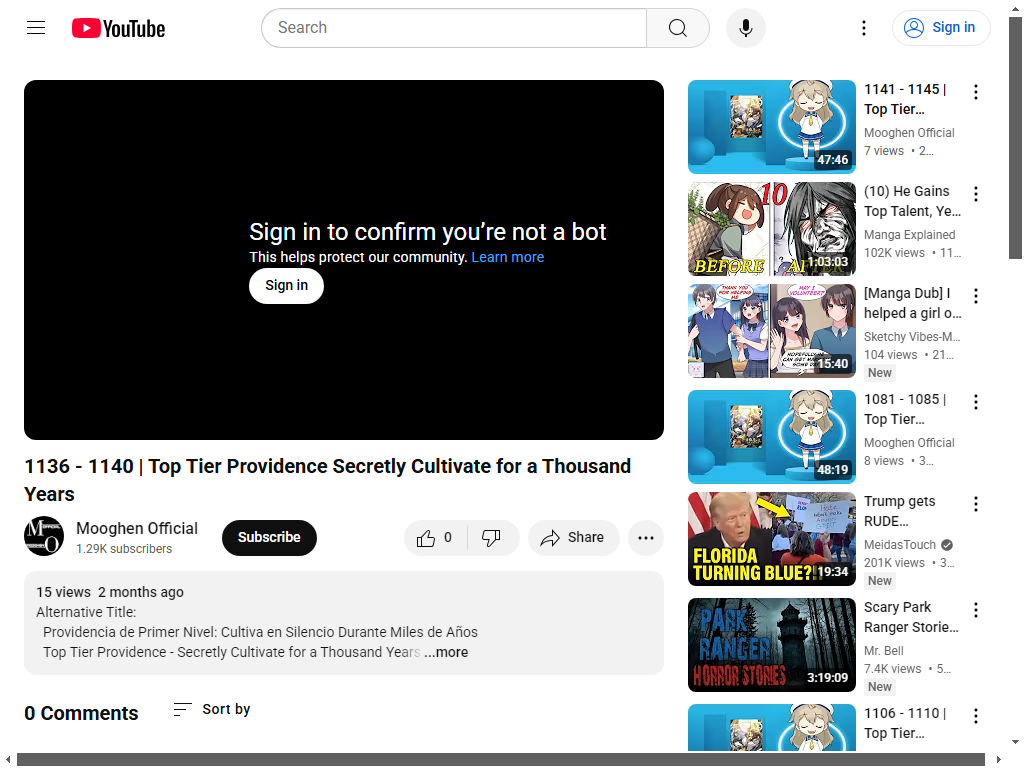 YouTube
Search
Sign in
Sign in to confirm you’re not a bot
This helps protect our community. Learn more
Sign in
1136 - 1140 | Top Tier Providence Secretly Cultivate for a Thousand
Years
Mooghen Official
1.29K subscribers
Subscribe
0
Share
15 views 2 months ago
Alternative Title:
Providencia de Primer Nivel: Cultiva en Silencio Durante Miles de Años
Top Tier Providence - Secretly Cultivate for a Thousand Years ...more
0 Comments
Sort by
47:46
1141 - 1145 |
Top Tier…
Mooghen Official
7 views • 2…
10
BEFORE
1:03:03
(10) He Gains
Top Talent, Ye…
Manga Explained
102K views • 11…
THANK YOU
FOR HELPING
ME
MAY I
VOLUNTEER?
15:40
[Manga Dub] I
helped a girl o…
Sketchy Vibes-M…
104 views • 21…
New
48:19
1081 - 1085 |
Top Tier…
Mooghen Official
8 views • 3…
FLORIDA
TURNING BLUE?!
19:34
Trump gets
RUDE…
MeidasTouch
201K views • 3…
New
PARK
RANGER
HORROR STORIES
3:19:09
Scary Park
Ranger Storie…
Mr. Bell
7.4K views • 5…
New
1106 - 1110 |
Top Tier…